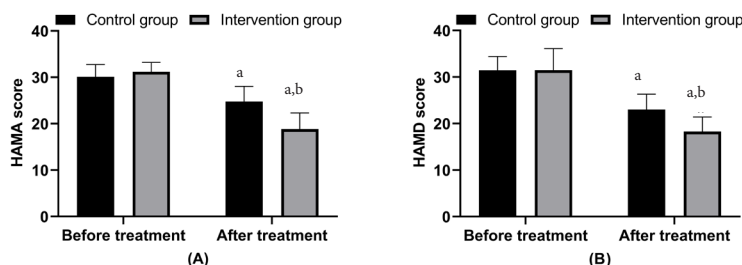 Control group Intervention group
HAMA score
40
30
20
10
0
a
a,b
Before treatment After treatment
(A)
Control group Intervention group
HAMD score
40
30
20
10
0
a
a,b
Before treatment After treatment
(B)